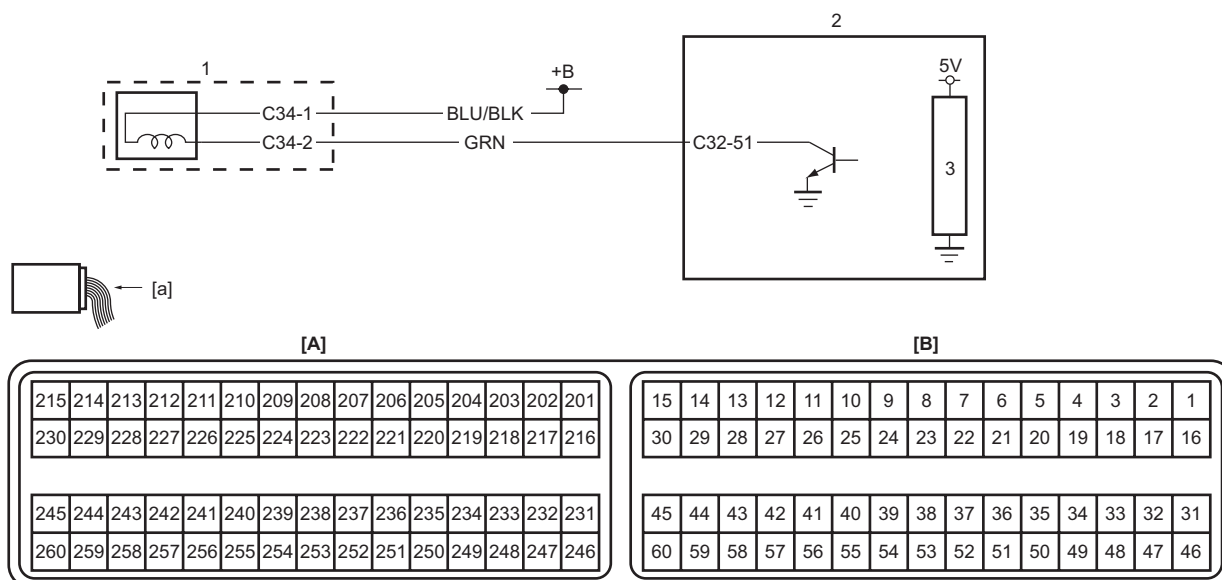 2
1
+B
5V
C34-1 BLU/BLK
C34-2 GRN C32-51
3
[a]
[A] [B]
215 214 213 212 211 210 209 208 207 206 205 204 203 202 201
230 229 228 227 226 225 224 223 222 221 220 219 218 217 216
245 244 243 242 241 240 239 238 237 236 235 234 233 232 231
260 259 258 257 256 255 254 253 252 251 250 249 248 247 246
15 14 13 12 11 10 9 8 7 6 5 4 3 2 1
30 29 28 27 26 25 24 23 22 21 20 19 18 17 16
45 44 43 42 41 40 39 38 37 36 35 34 33 32 31
60 59 58 57 56 55 54 53 52 51 50 49 48 47 46